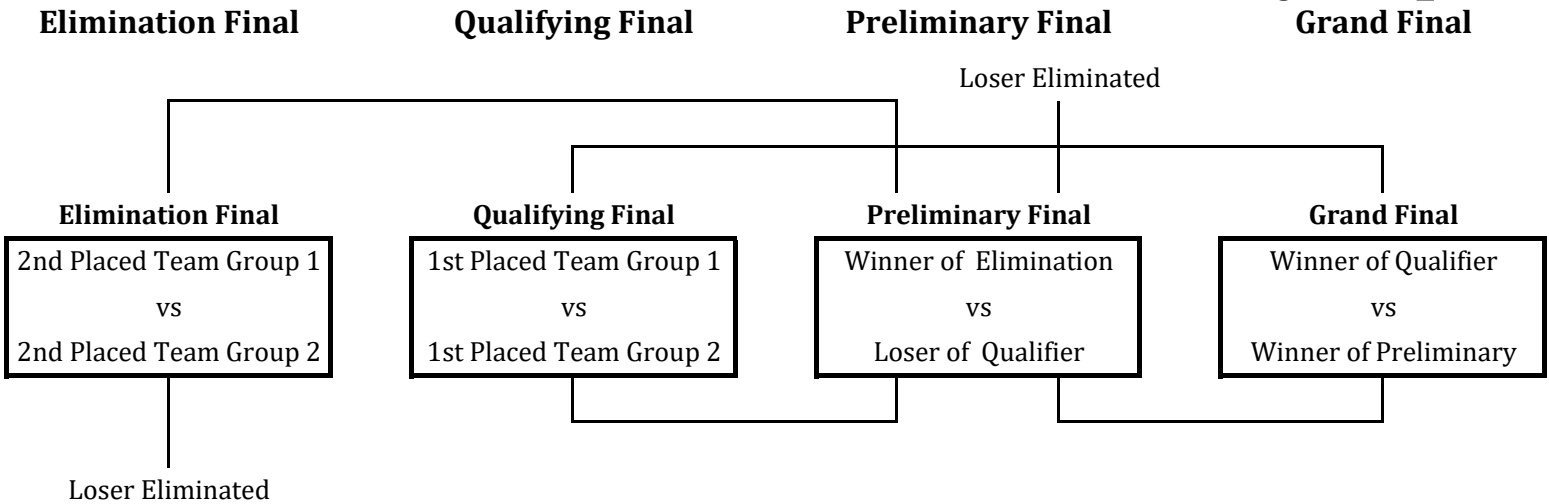 Elimination Final Qualifying Final Preliminary Final Grand Final
Loser Eliminated
Elimination Final Qualifying Final Preliminary Final Grand Final
2nd Placed Team Group 1 1st Placed Team Group 1 Winner of Elimination Winner of Qualifier
vs vs vs vs
2nd Placed Team Group 2 1st Placed Team Group 2 Loser of Qualifier Winner of Preliminary
Loser Eliminated